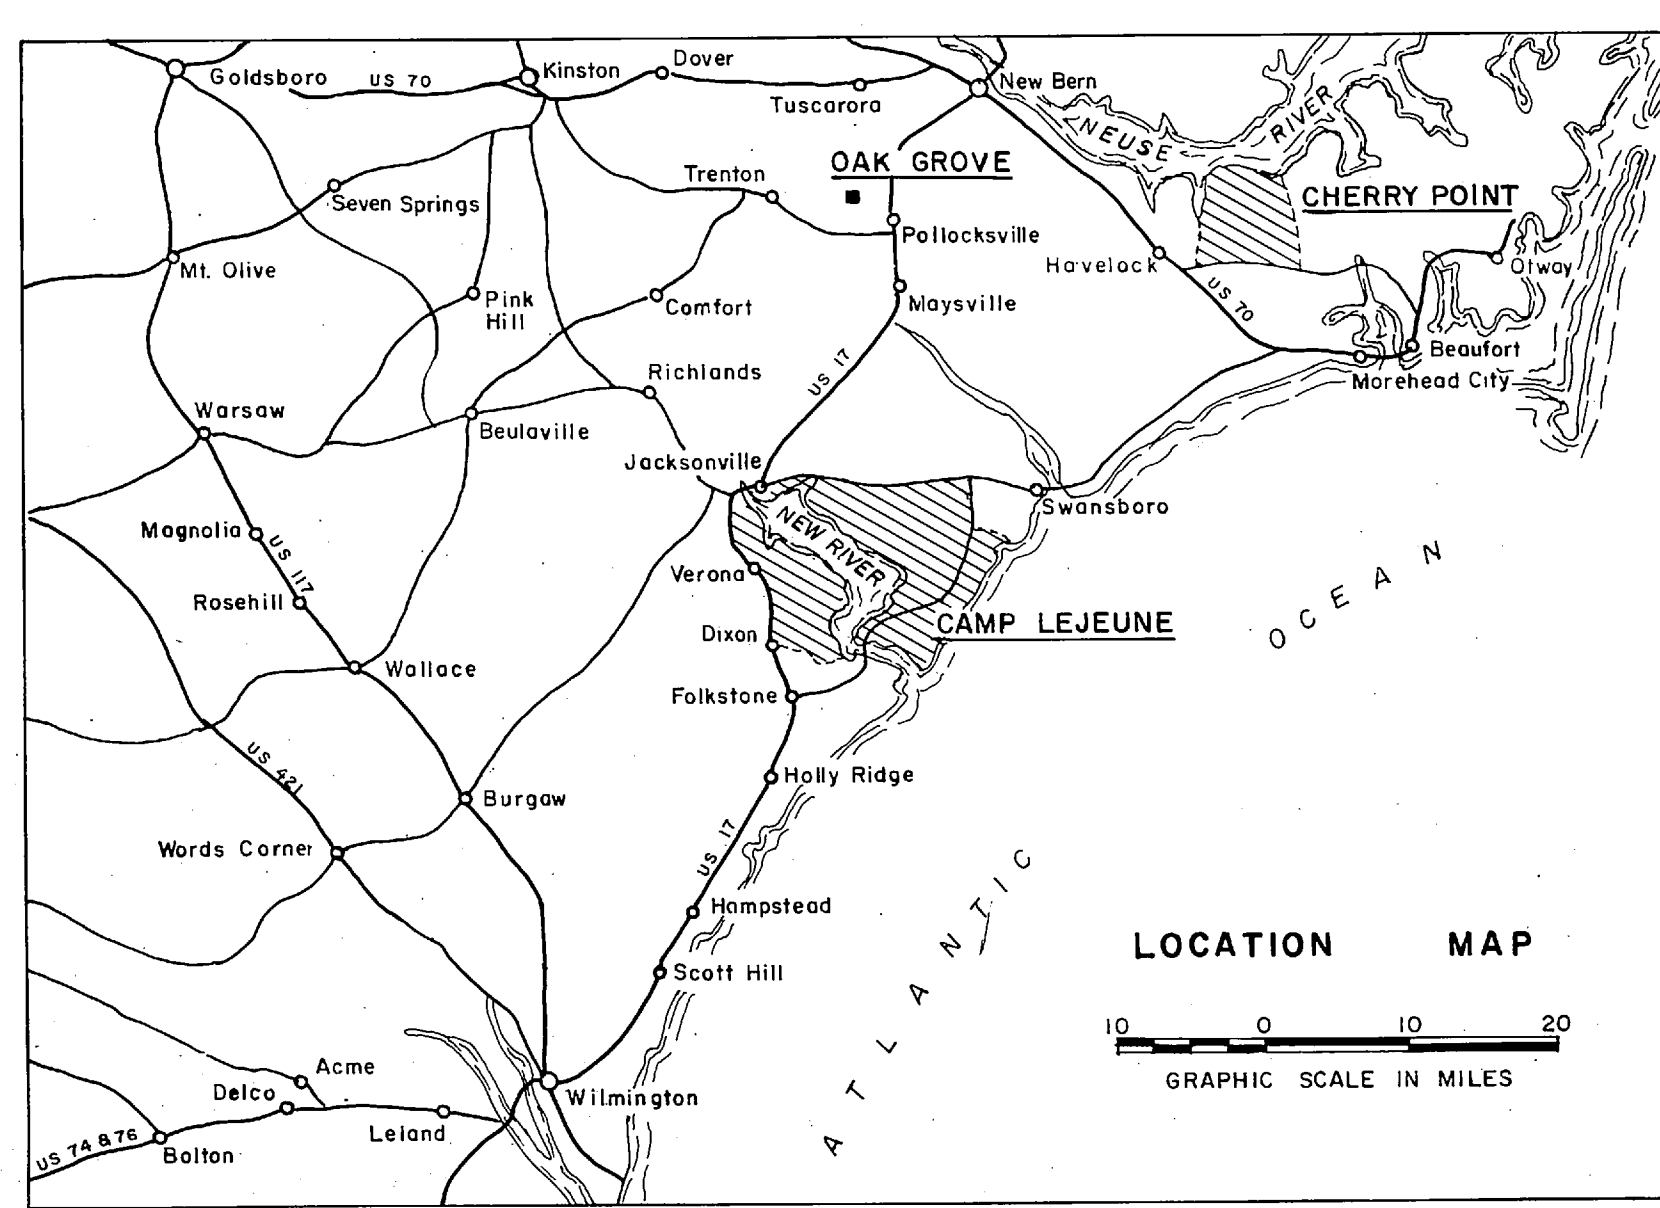 Goldsboro
US 70
Kinston
Dover
Tuscarora
New Bern
NEUSE RIVER
OAK GROVE
CHERRY POINT
Trenton
Seven Springs
Pollocksville
Mt. Olive
Havelock
Otway
Pink
Hill
Comfort
Maysville
US 70
Beaufort
Morehead City
Richlands
US 17
Warsaw
Beulaville
Jacksonville
Swansboro
Magnolia
US 117
NEW RIVER
Verona
Rosehill
Dixon
CAMP LEJEUNE
Wallace
Folkstone
US 421
Holly Ridge
Burgaw
Words Corner
US 17
Hampstead
Scott Hill
ATLANTIC OCEAN
LOCATION MAP
10 0 10 20
GRAPHIC SCALE IN MILES
Acme
Delco
Wilmington
Leland
US 74 & 76
Bolton